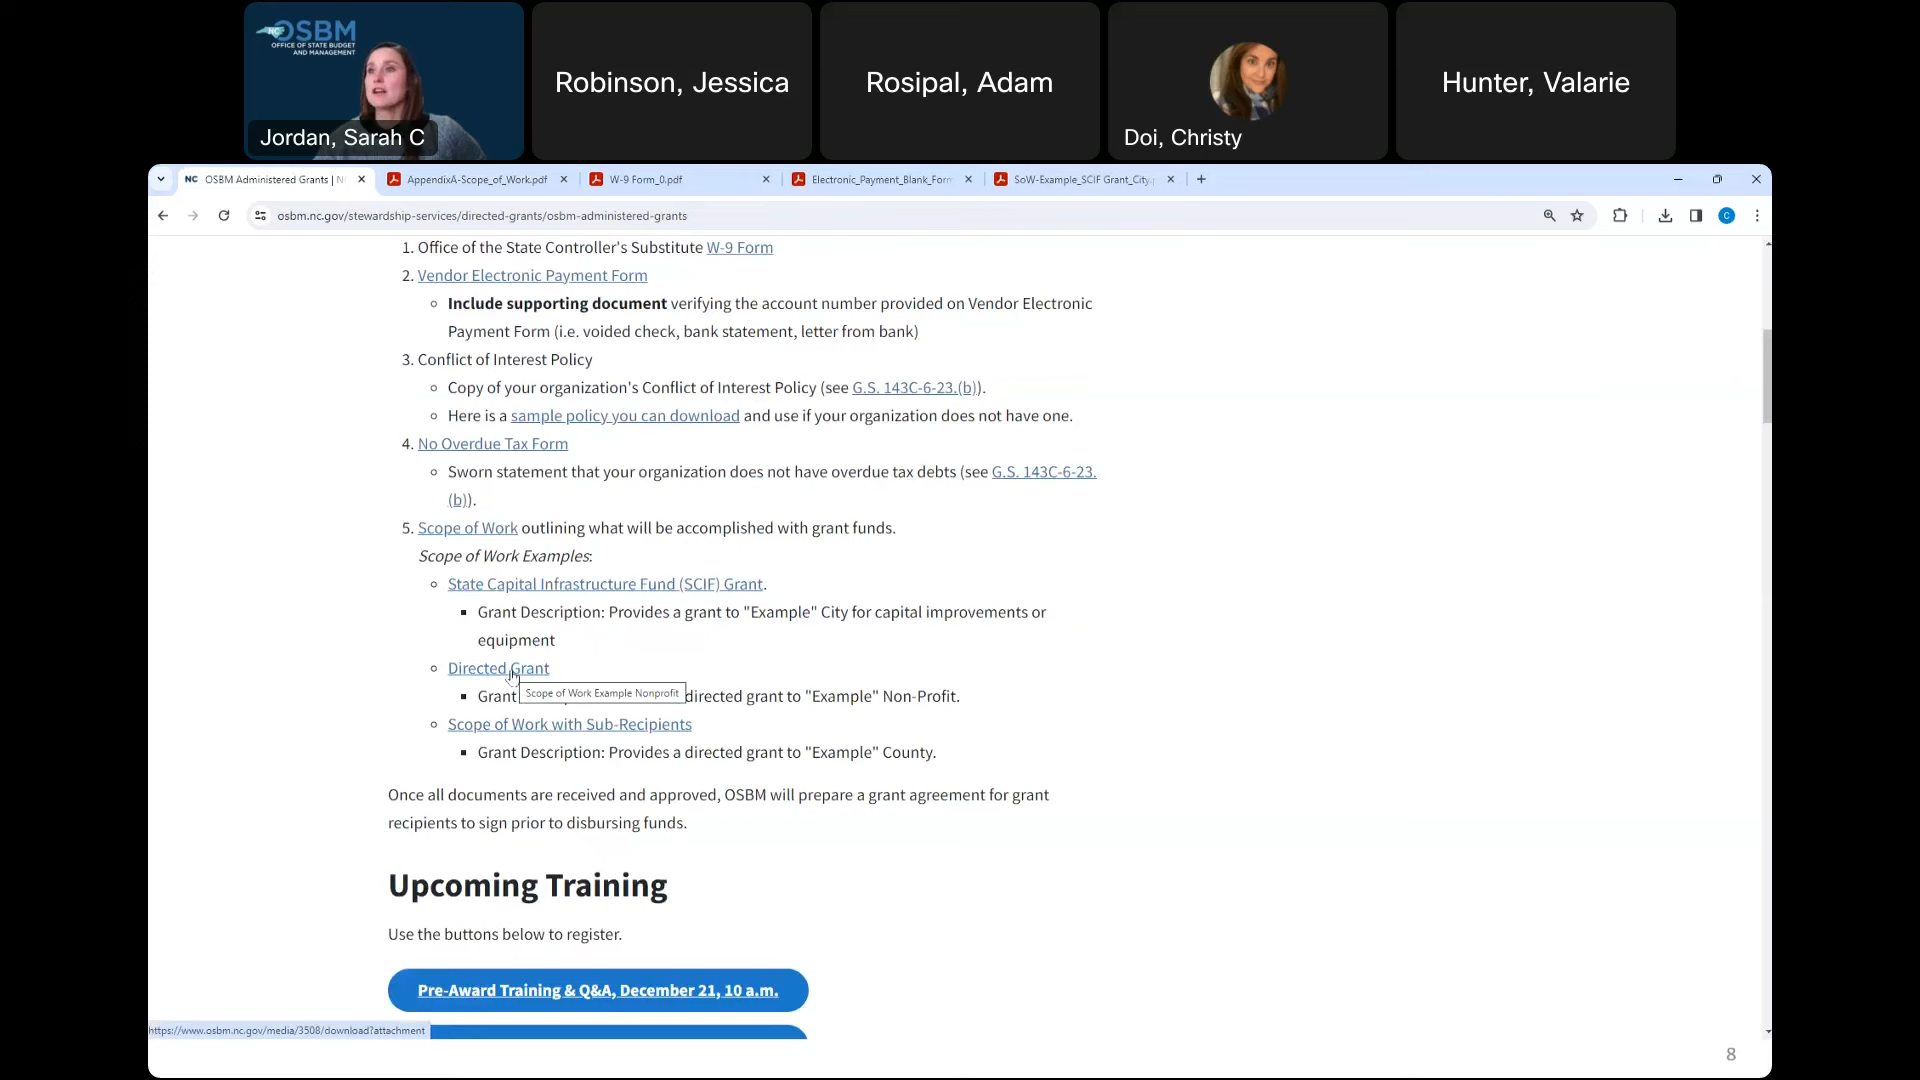 NC OSBM
OFFICE OF STATE BUDGET
AND MANAGEMENT
Jordan, Sarah C
Robinson, Jessica
Rosipal, Adam
Doi, Christy
Hunter, Valarie
NC OSBM Administered Grants | N
AppendixA-Scope_of_Work.pdf
W-9 Form_0.pdf
Electronic_Payment_Blank_Form
SoW-Example_SCIF Grant_City.
osbm.nc.gov/stewardship-services/directed-grants/osbm-administered-grants
C
1. Office of the State Controller's Substitute W-9 Form
2. Vendor Electronic Payment Form
Include supporting document verifying the account number provided on Vendor Electronic
Payment Form (i.e. voided check, bank statement, letter from bank)
3. Conflict of Interest Policy
Copy of your organization's Conflict of Interest Policy (see G.S. 143C-6-23.(b)).
Here is a sample policy you can download and use if your organization does not have one.
4. No Overdue Tax Form
Sworn statement that your organization does not have overdue tax debts (see G.S. 143C-6-23.
(b)).
5. Scope of Work outlining what will be accomplished with grant funds.
Scope of Work Examples:
State Capital Infrastructure Fund (SCIF) Grant.
Grant Description: Provides a grant to "Example" City for capital improvements or
equipment
Directed Grant
Grant directed grant to "Example" Non-Profit.
Scope of Work Example Nonprofit
Scope of Work with Sub-Recipients
Grant Description: Provides a directed grant to "Example" County.
Once all documents are received and approved, OSBM will prepare a grant agreement for grant
recipients to sign prior to disbursing funds.
Upcoming Training
Use the buttons below to register.
Pre-Award Training & Q&A, December 21, 10 a.m.
https://www.osbm.nc.gov/media/3508/download?attachment
8